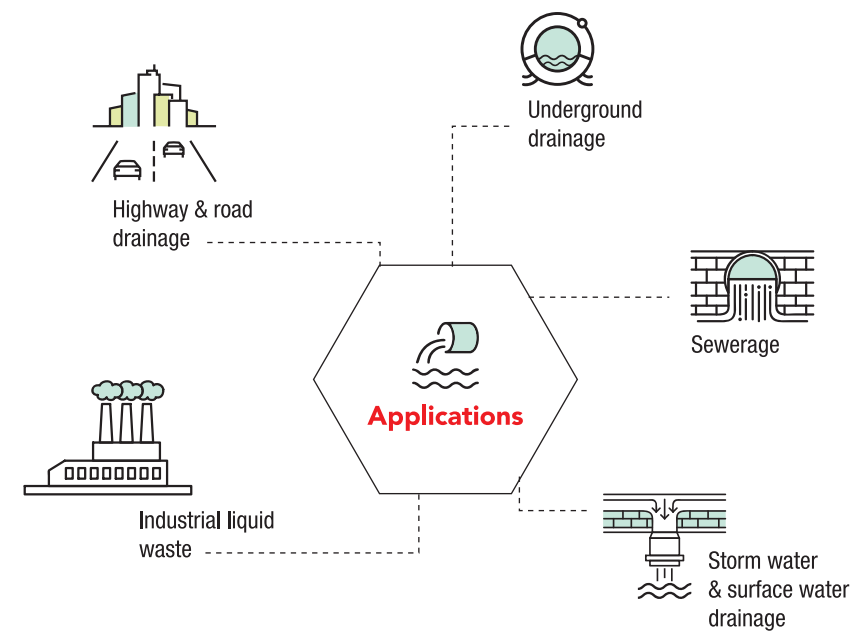 Underground
drainage
Highway & road
drainage
Sewerage
Applications
Industrial liquid
waste
Storm water
& surface water
drainage